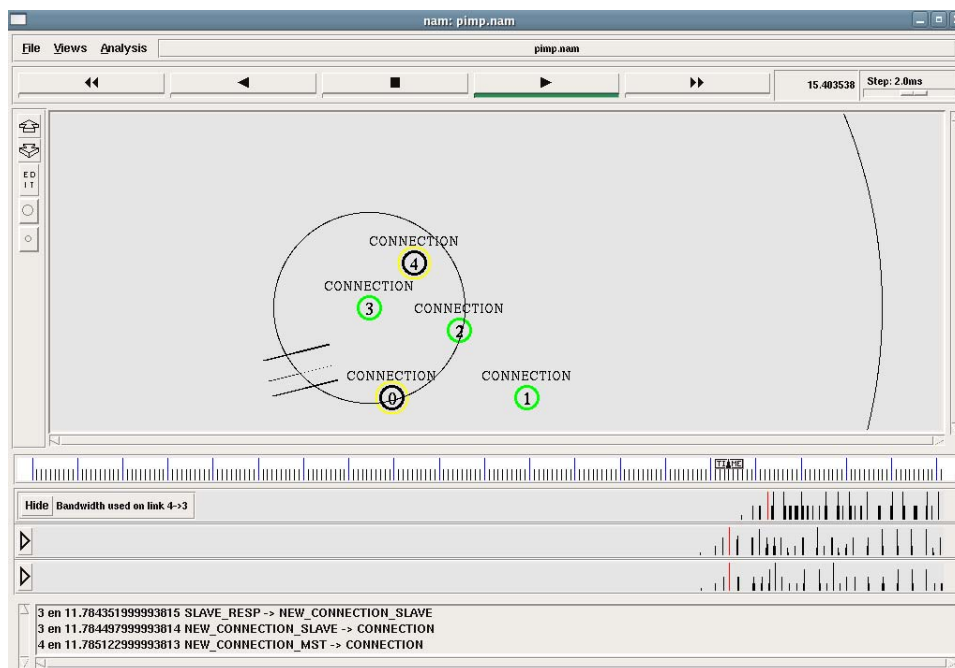 nam: pimp.nam
File Views Analysis pimp.nam
15.403538 Step: 2.0ms
ED
IT
CONNECTION
4
CONNECTION
3
CONNECTION
2
CONNECTION
0
CONNECTION
1
TIME
Hide Bandwidth used on link 4->3
3 en 11.784351999993815 SLAVE_RESP -> NEW_CONNECTION_SLAVE
3 en 11.784497999993814 NEW_CONNECTION_SLAVE -> CONNECTION
4 en 11.785122999993813 NEW_CONNECTION_MST -> CONNECTION